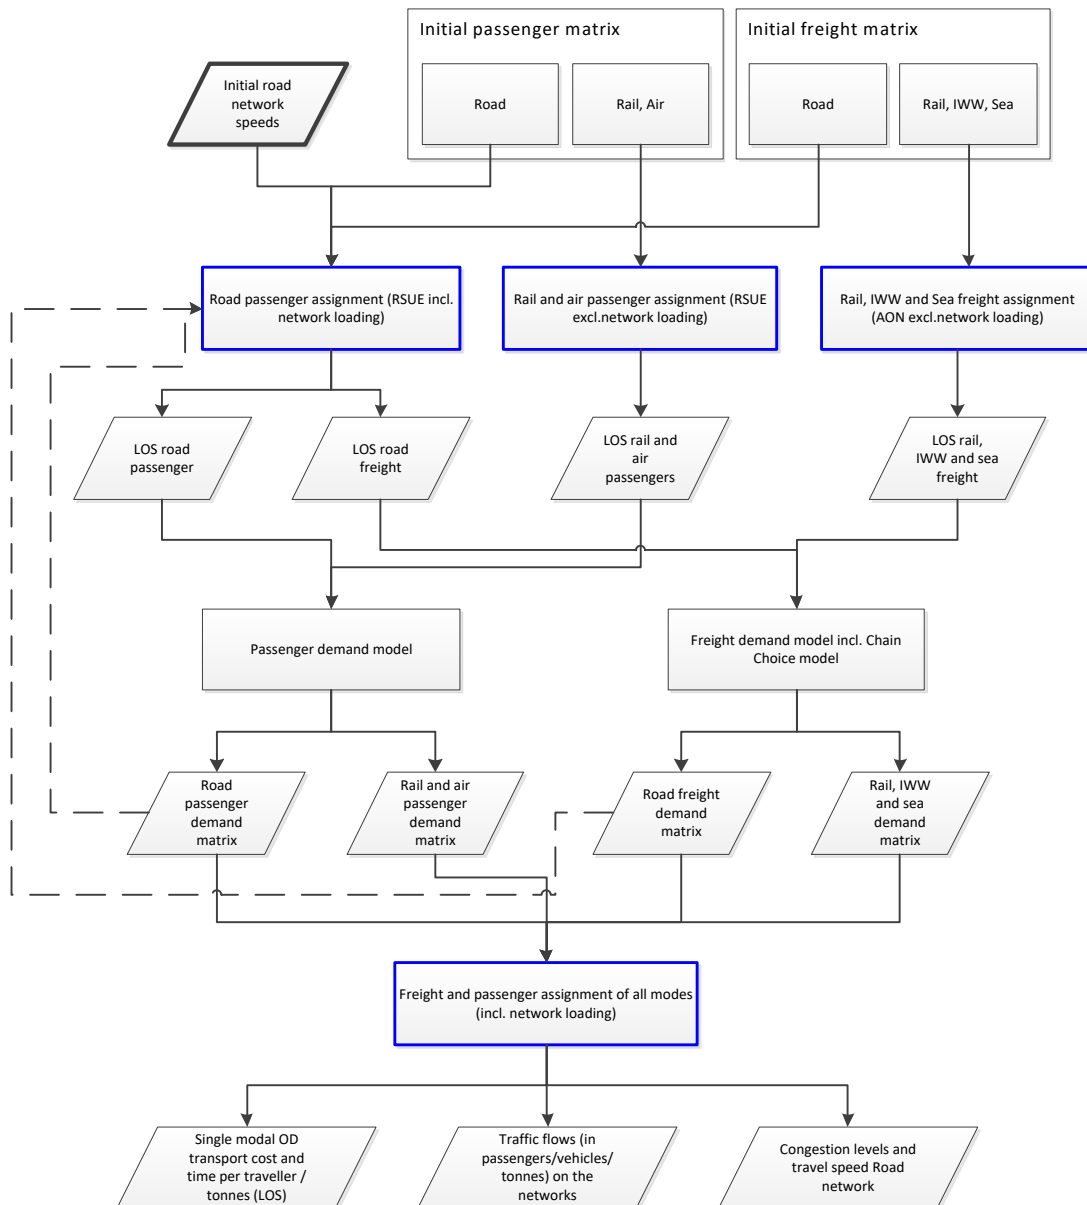 Initial passenger matrix
Initial freight matrix
Initial road
network
speeds
Road
Rail, Air
Road
Rail, IWW, Sea
Road passenger assignment (RSUE incl.
network loading)
Rail and air passenger assignment (RSUE
excl.network loading)
Rail, IWW and Sea freight assignment
(AON excl.network loading)
LOS road
passenger
LOS road
freight
LOS rail and
air
passengers
LOS rail,
IWW and sea
freight
Passenger demand model
Freight demand model incl. Chain
Choice model
Road
passenger
demand
matrix
Rail and air
passenger
demand
matrix
Road freight
demand
matrix
Rail, IWW
and sea
demand
matrix
Freight and passenger assignment of all modes
(incl. network loading)
Single modal OD
transport cost and
time per traveller /
tonnes (LOS)
Traffic flows (in
passengers/vehicles/
tonnes) on the
networks
Congestion levels and
travel speed Road
network